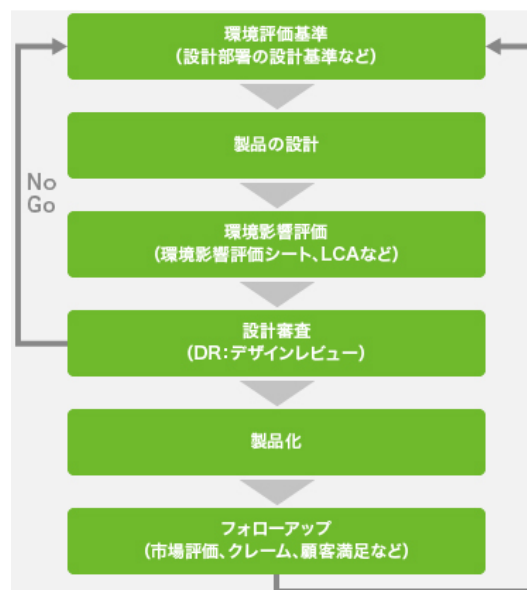 環境評価基準
(設計部署の設計基準など)
製品の設計
No
Go
環境影響評価
(環境影響評価シート、LCAなど)
設計審査
(DR:デザインレビュー)
製品化
フォローアップ
(市場評価、クレーム、顧客満足など)